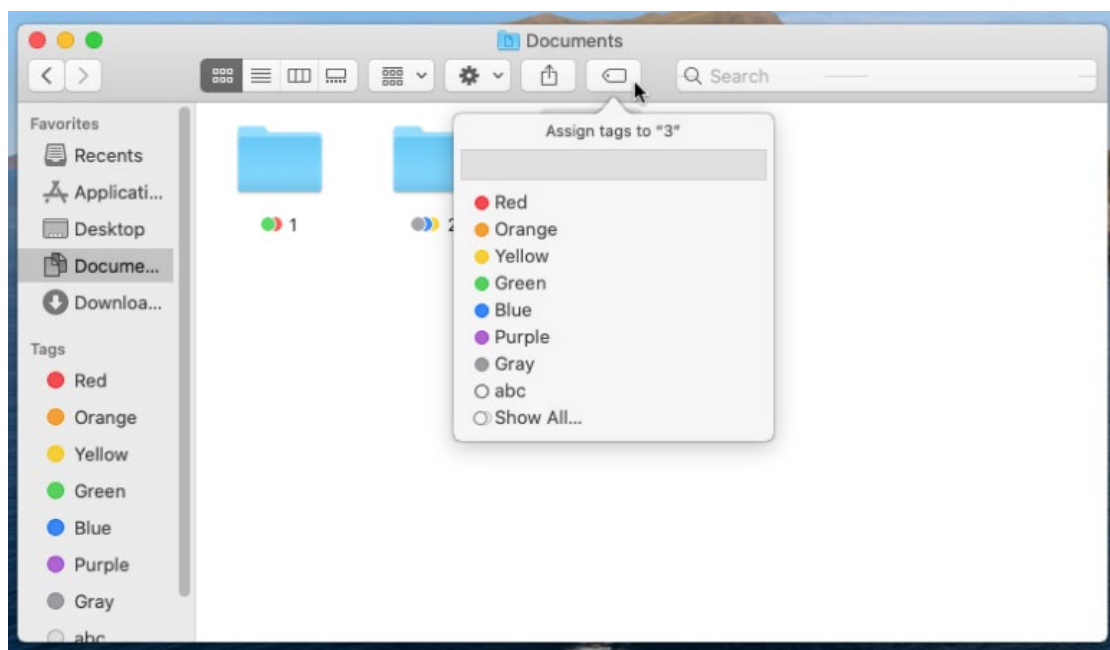 Documents
Search
Favorites
Recents
Applicati...
Desktop
Docume...
Downloa...
Tags
Red
Orange
Yellow
Green
Blue
Purple
Gray
abc
1
2
Assign tags to “3”
Red
Orange
Yellow
Green
Blue
Purple
Gray
abc
Show All...